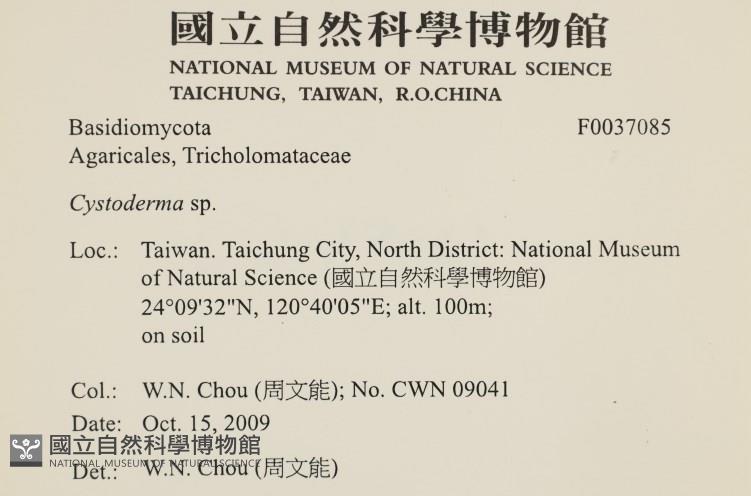 國立自然科學博物館
NATIONAL MUSEUM OF NATURAL SCIENCE
TAICHUNG, TAIWAN, R.O.CHINA
Basidiomycota F0037085
Agaricales, Tricholomataceae
Cystoderma sp.
Loc.: Taiwan. Taichung City, North District: National Museum
of Natural Science (國立自然科學博物館)
24°09'32"N, 120°40'05"E; alt. 100m;
on soil
Col.: W.N. Chou (周文能); No. CWN 09041
Date: Oct. 15, 2009
國立自然科學博物館
NATIONAL MUSEUM OF NATURAL SCIENCE
Det.: W.N. Chou (周文能)